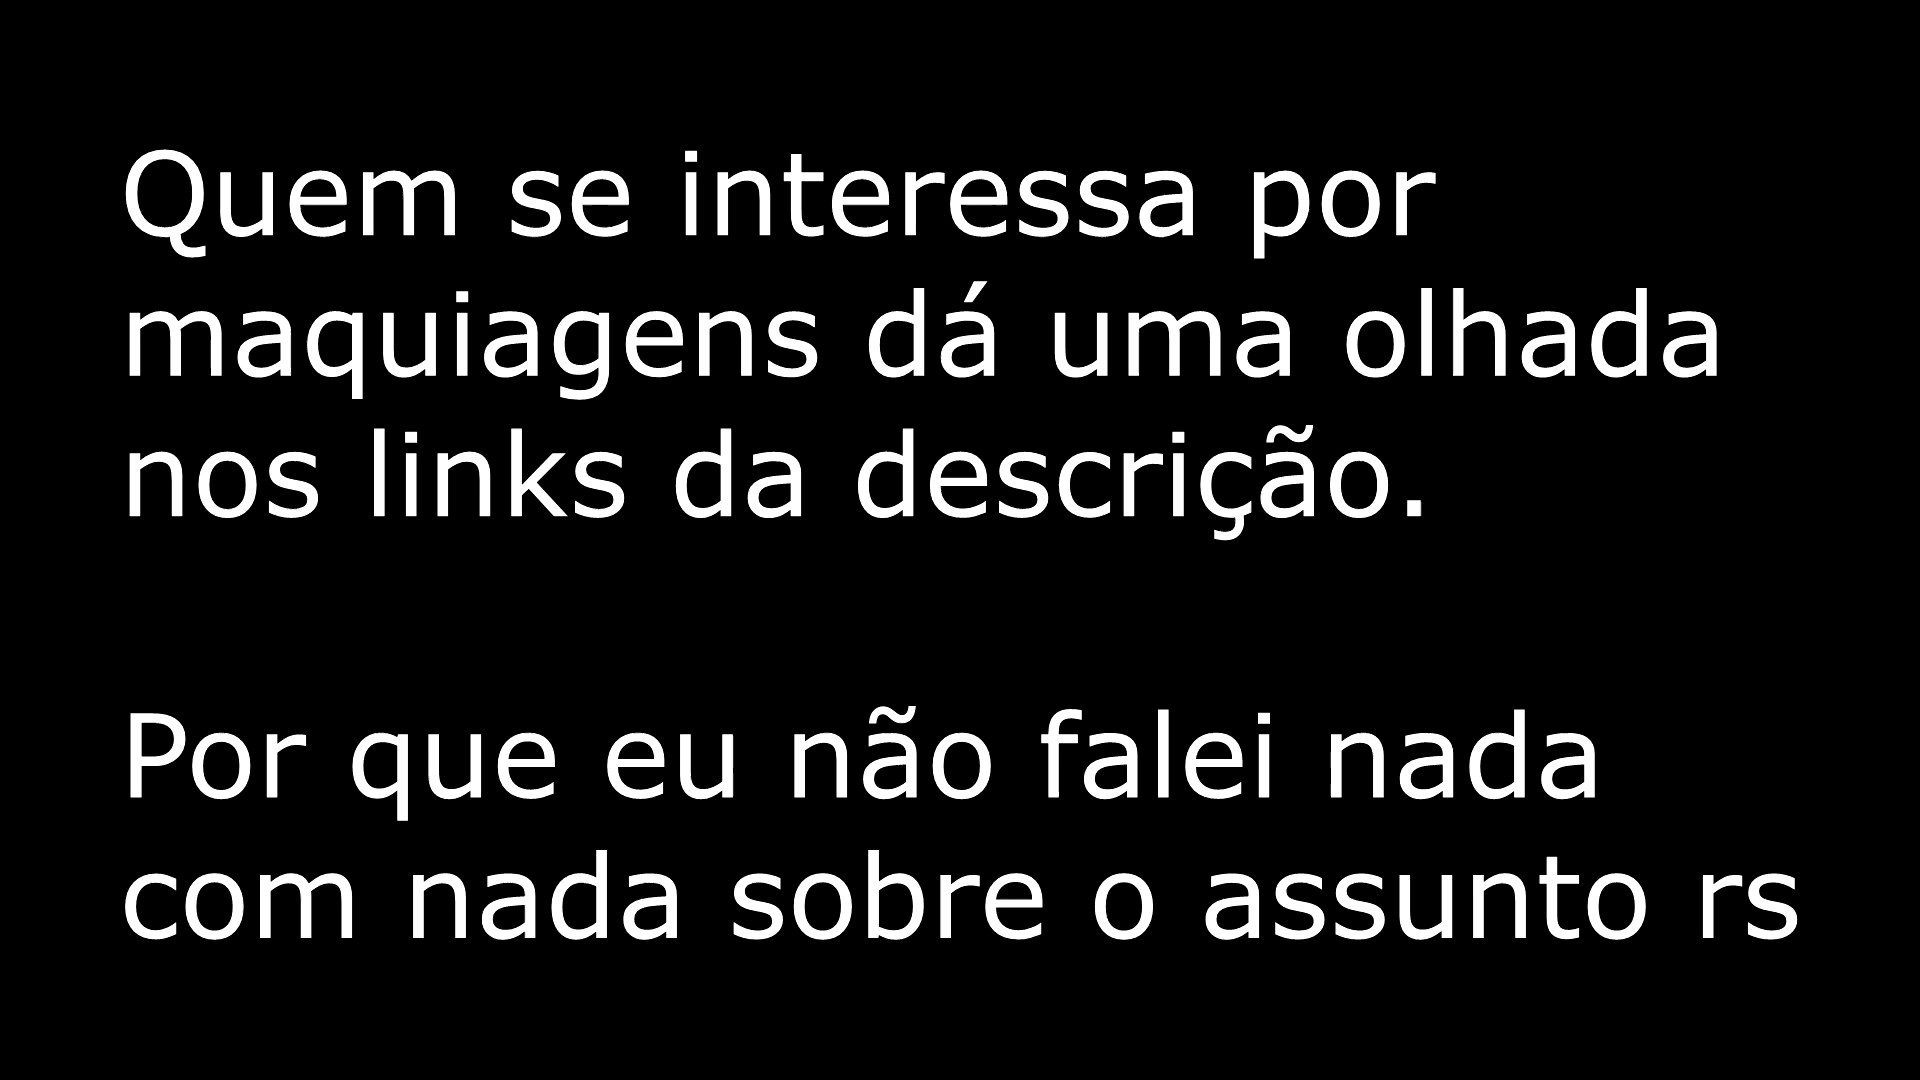 Quem se interessa por
maquiagens dá uma olhada
nos links da descrição.
Por que eu não falei nada
com nada sobre o assunto rs